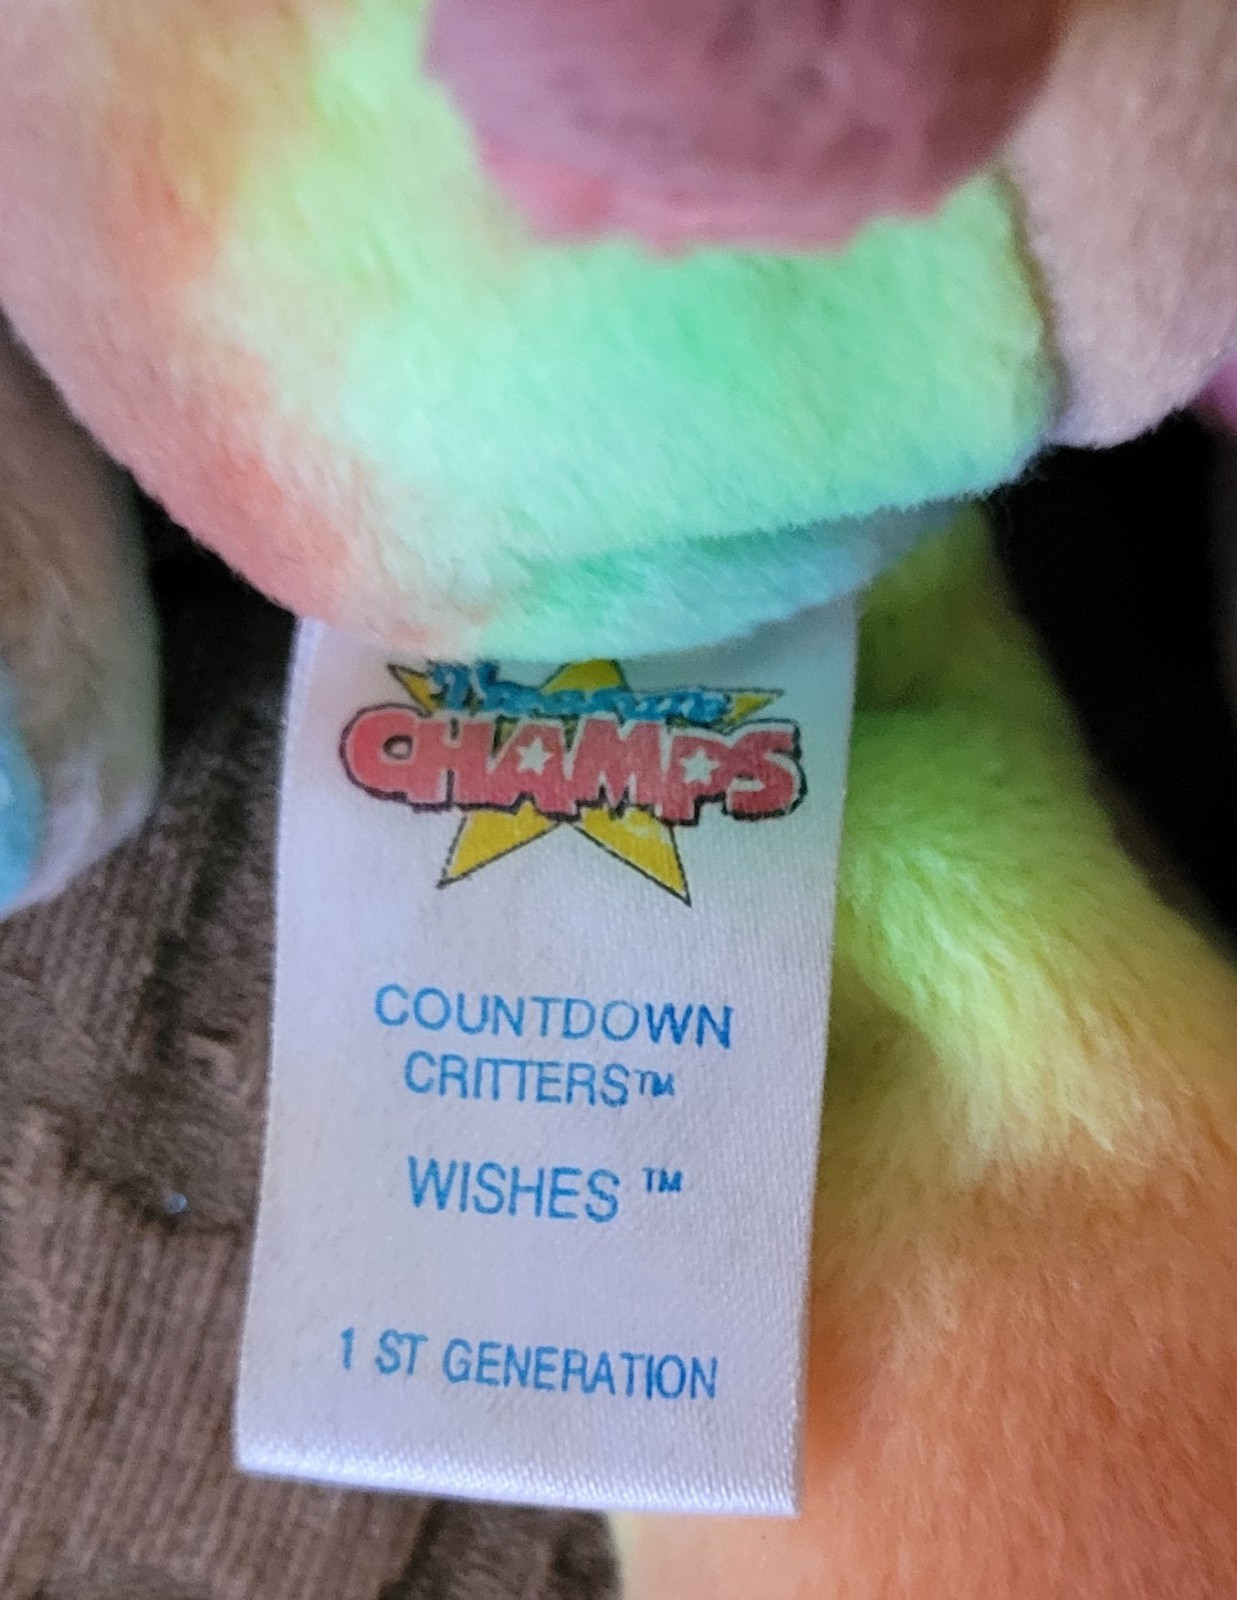 CHAMPS
COUNTDOWN
CRITTERS™
WISHES ™
1 ST GENERATION